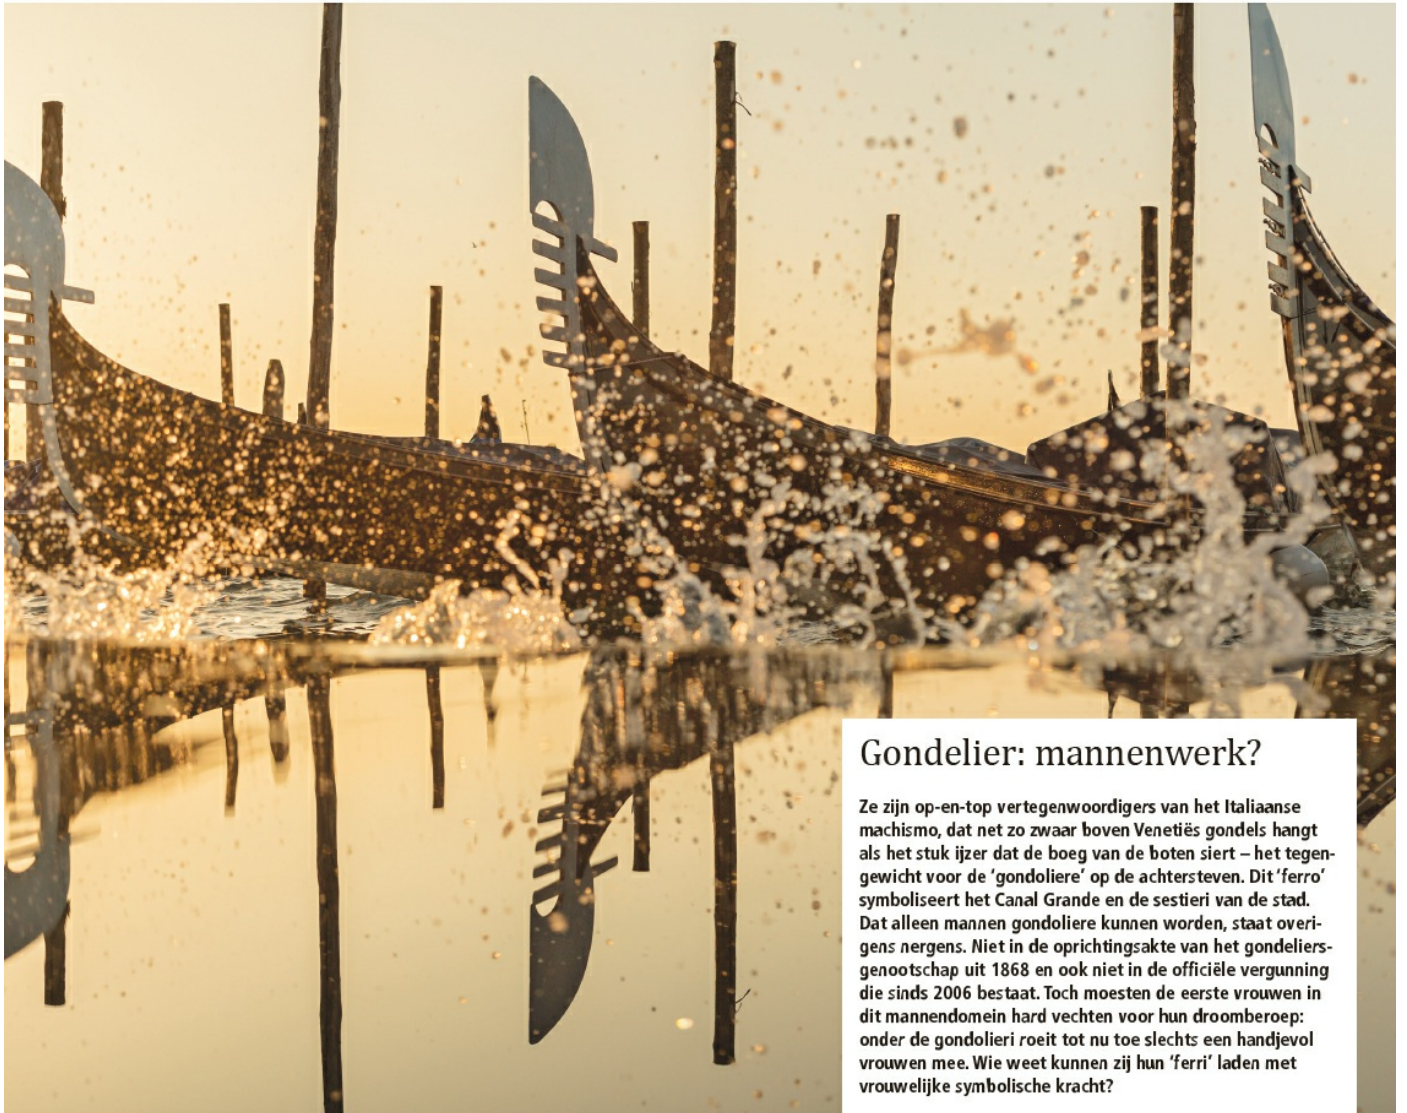 Gondelier: mannenwerk?
Ze zijn op-en-top vertegenwoordigers van het Italiaanse
machismo, dat net zo zwaar boven Venetiës gondels hangt
als het stuk ijzer dat de boeg van de boten siert – het tegen-
gewicht voor de ‘gondoliere’ op de achtersteven. Dit ‘ferro’
symboliseert het Canal Grande en de sestieri van de stad.
Dat alleen mannen gondoliere kunnen worden, staat overi-
gens nergens. Niet in de oprichtingsakte van het gondeliers-
genootschap uit 1868 en ook niet in de officiële vergunning
die sinds 2006 bestaat. Toch moesten de eerste vrouwen in
dit mannendomein hard vechten voor hun droomberoep:
onder de gondolieri roeit tot nu toe slechts een handjevol
vrouwen mee. Wie weet kunnen zij hun ‘ferri’ laden met
vrouwelijke symbolische kracht?